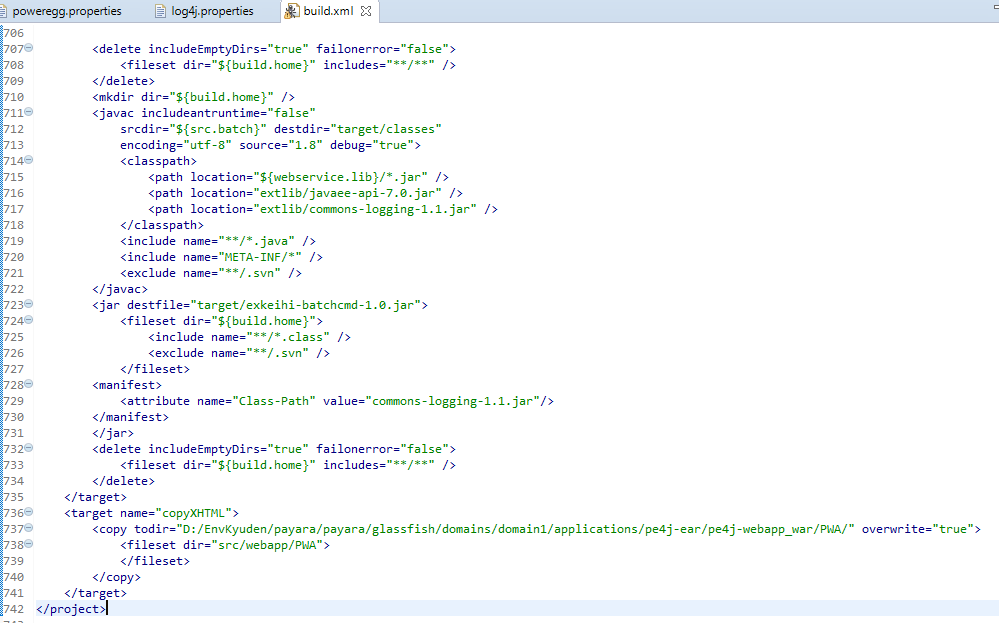 poweregg.properties log4j.properties build.xml
706
707 <delete includeEmptyDirs="true" failonerror="false">
708 <fileset dir="${build.home}" includes="**/**" />
709 </delete>
710 <mkdir dir="${build.home}" />
711 <javac includeantruntime="false"
712 srcdir="${src.batch}" destdir="target/classes"
713 encoding="utf-8" source="1.8" debug="true">
714 <classpath>
715 <path location="${webservice.lib}/*.jar" />
716 <path location="extlib/javaee-api-7.0.jar" />
717 <path location="extlib/commons-logging-1.1.jar" />
718 </classpath>
719 <include name="**/*.java" />
720 <include name="META-INF/*" />
721 <exclude name="**/.svn" />
722 </javac>
723 <jar destfile="target/exkeihi-batchcmd-1.0.jar">
724 <fileset dir="${build.home}">
725 <include name="**/*.class" />
726 <exclude name="**/.svn" />
727 </fileset>
728 <manifest>
729 <attribute name="Class-Path" value="commons-logging-1.1.jar"/>
730 </manifest>
731 </jar>
732 <delete includeEmptyDirs="true" failonerror="false">
733 <fileset dir="${build.home}" includes="**/**" />
734 </delete>
735 </target>
736 <target name="copyXHTML">
737 <copy todir="D:/EnvKyuden/payara/payara/glassfish/domains/domain1/applications/pe4j-ear/pe4j-webapp_war/PWA/" overwrite="true">
738 <fileset dir="src/webapp/PWA">
739 </fileset>
740 </copy>
741 </target>
742 </project>